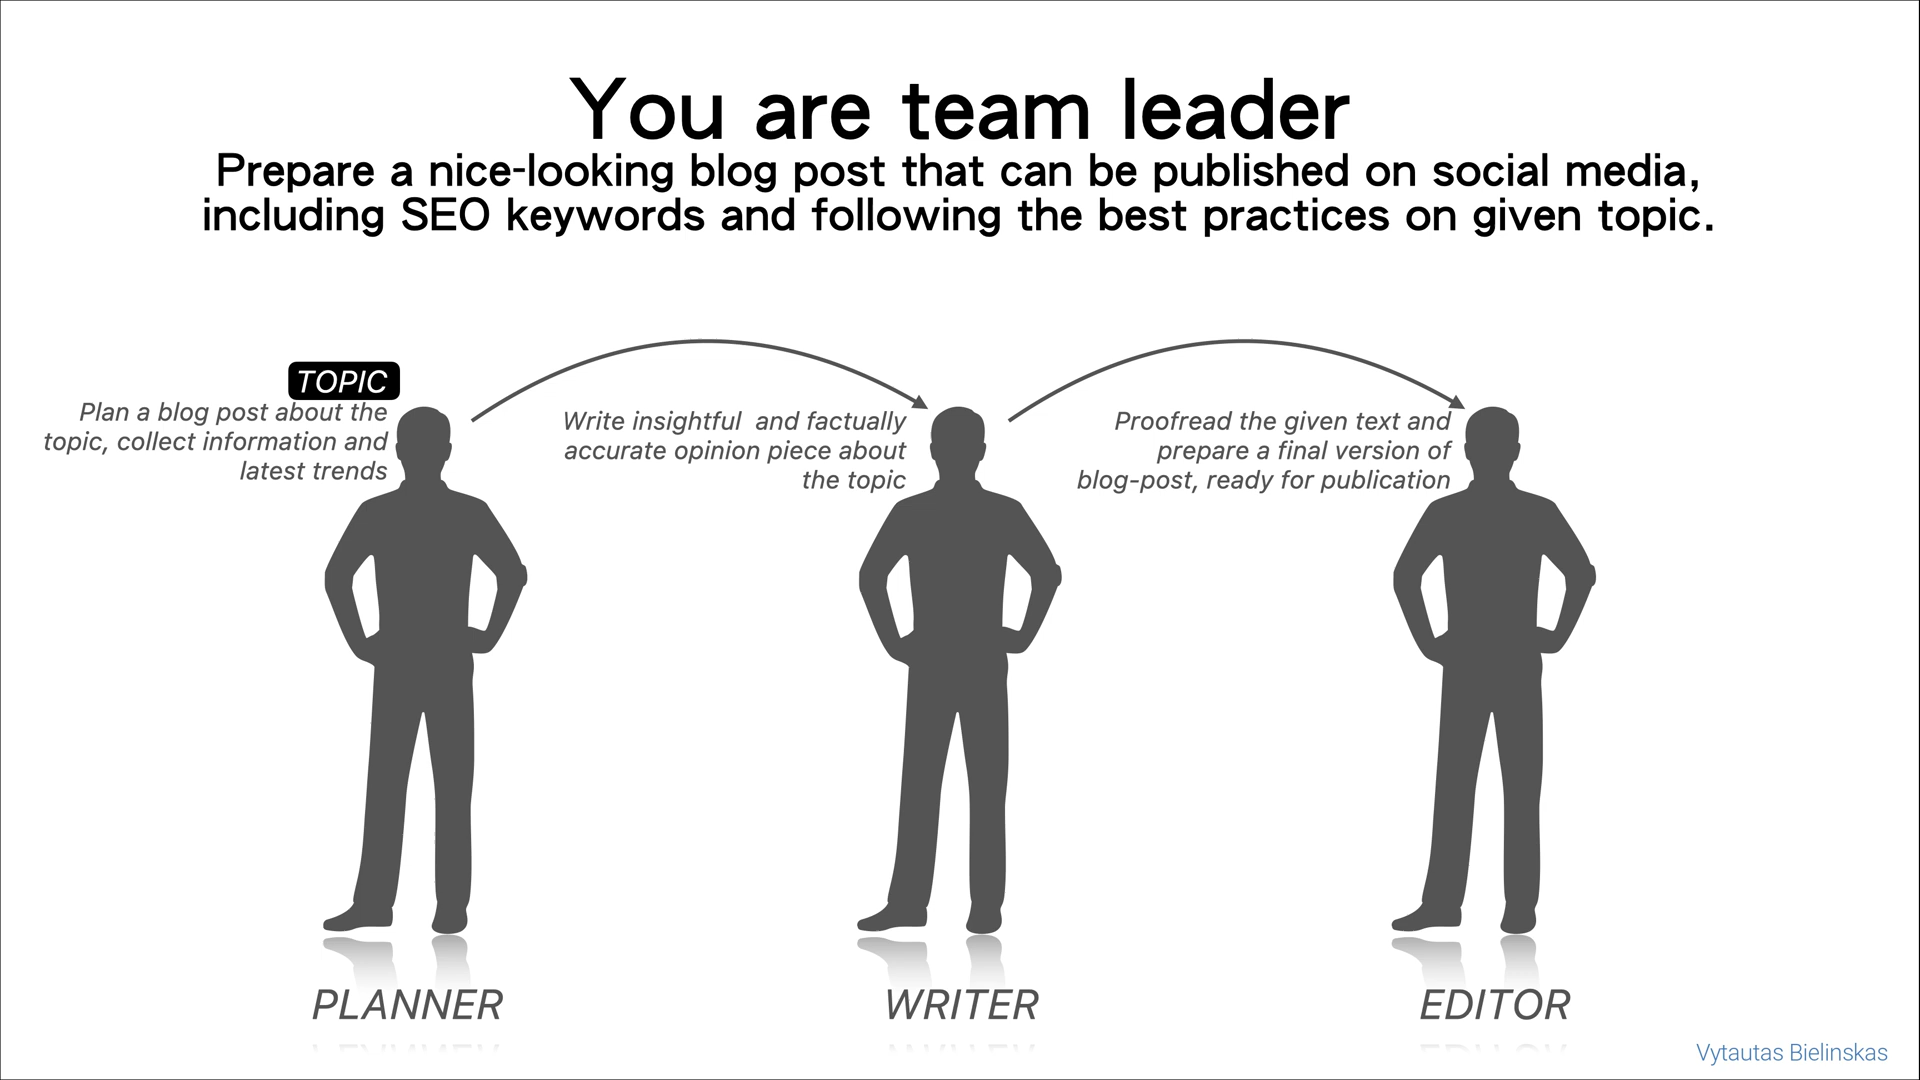 You are team leader
Prepare a nice-looking blog post that can be published on social media,
including SEO keywords and following the best practices on given topic.
TOPIC
Plan a blog post about the
topic, collect information and
latest trends
Write insightful  and factually
accurate opinion piece about
the topic
Proofread the given text and
prepare a final version of
blog-post, ready for publication
PLANNER
WRITER
EDITOR
Vytautas Bielinskas